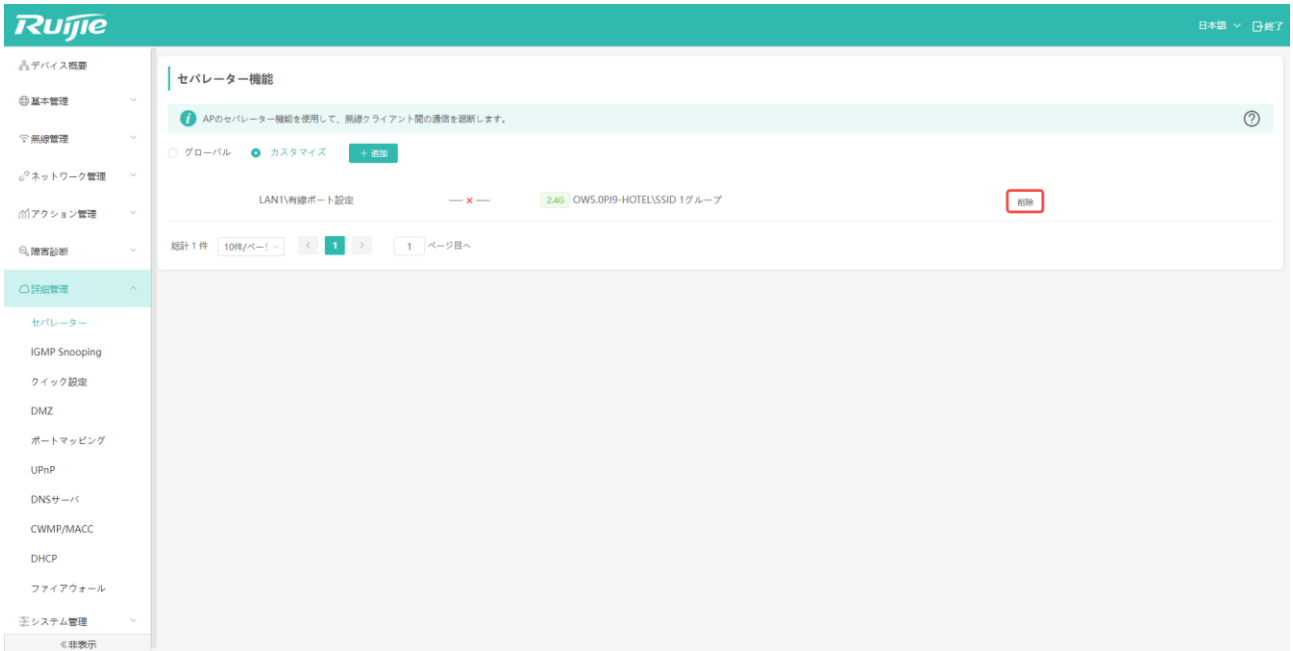 Ruijie
日本語
終了
デバイス概要
基本管理
無線管理
ネットワーク管理
アクション管理
障害診断
詳細管理
セパレーター
IGMP Snooping
クイック設定
DMZ
ポートマッピング
UPnP
DNSサーバ
CWMP/MACC
DHCP
ファイアウォール
システム管理
≪非表示
セパレーター機能
APのセパレーター機能を使用して、無線クライアント間の通信を遮断します。
グローバル カスタマイズ + 追加
LAN1\有線ポート設定 2.4G OW5.0PJ9-HOTEL\SSID 1グループ 削除
総計 1 件 10件/ペー < 1 > 1 ページ目へ